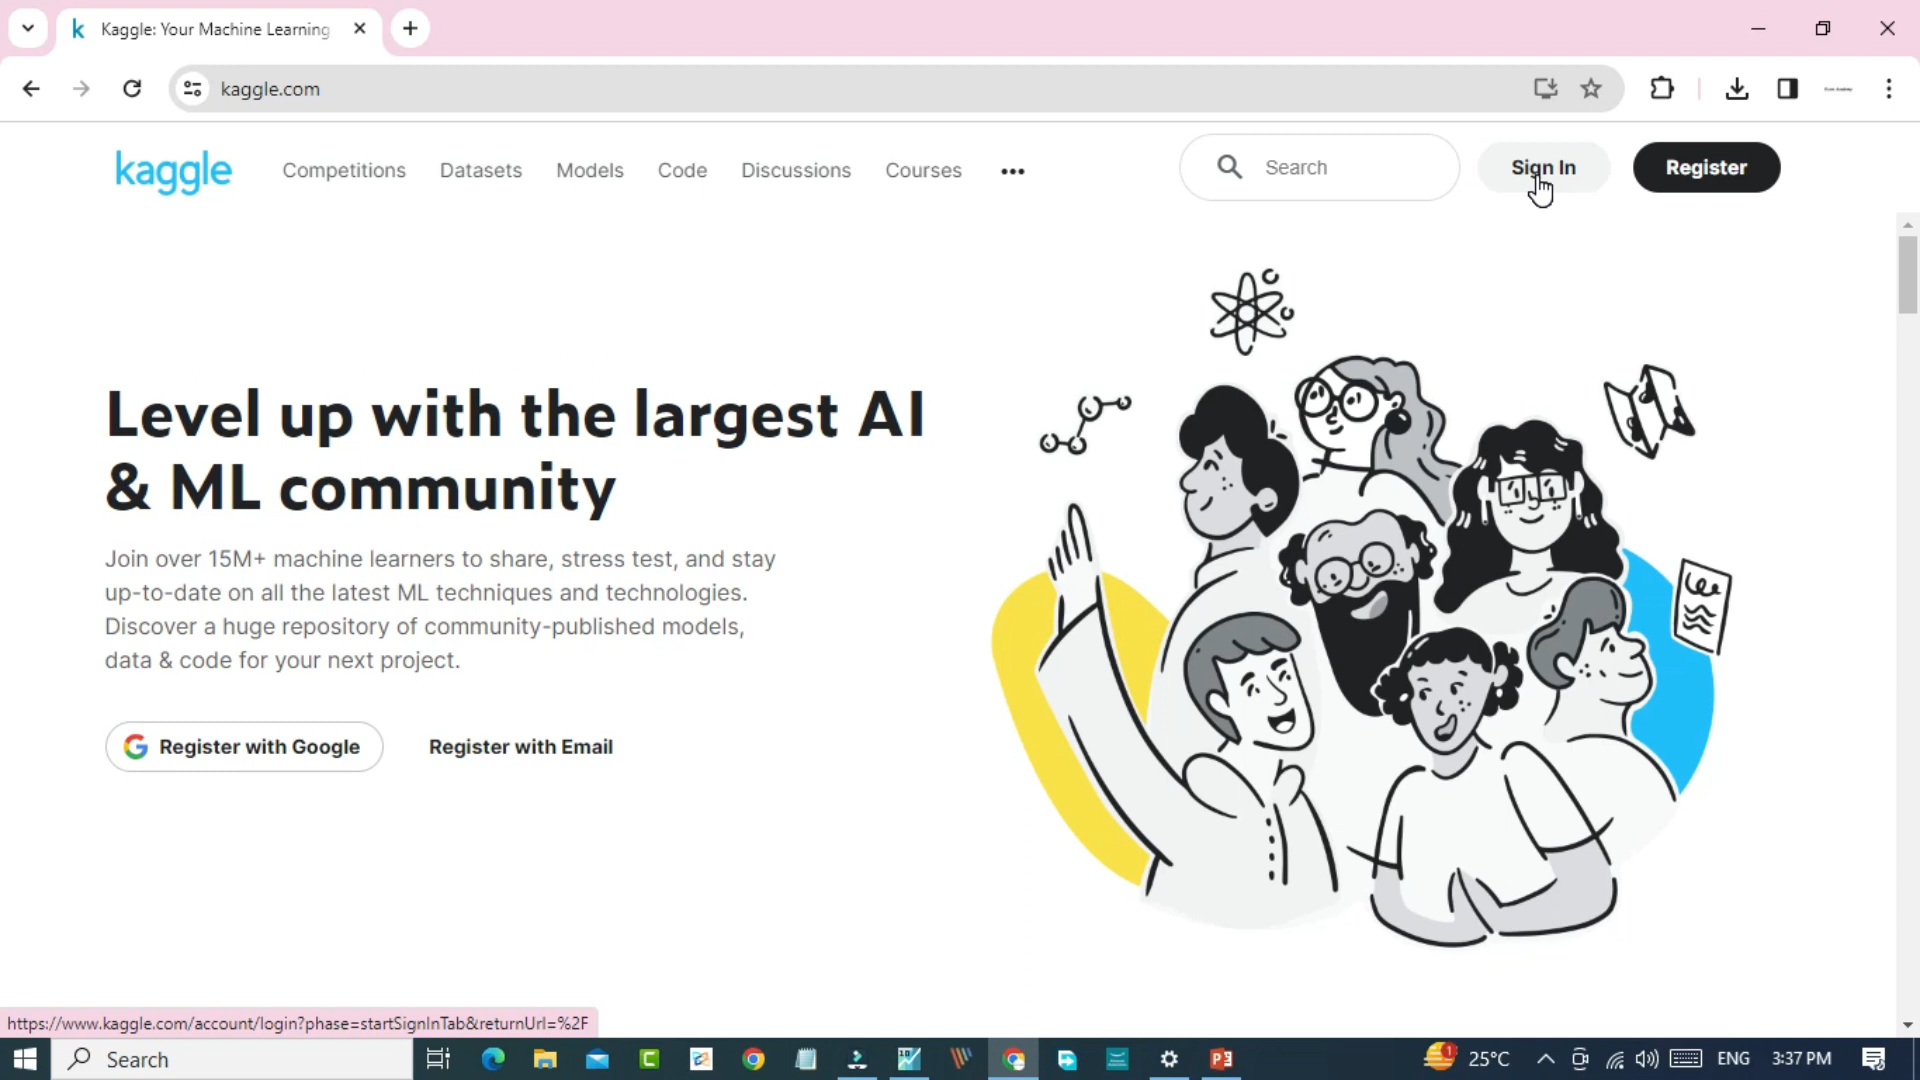 Kaggle: Your Machine Learning
kaggle.com
kaggle
Competitions
Datasets
Models
Code
Discussions
Courses
Search
Sign In
Register
Level up with the largest AI
& ML community
Join over 15M+ machine learners to share, stress test, and stay
up-to-date on all the latest ML techniques and technologies.
Discover a huge repository of community-published models,
data & code for your next project.
Register with Google
Register with Email
https://www.kaggle.com/account/login?phase=startSignInTab&returnUrl=%2F
Search
25°C
ENG
3:37 PM